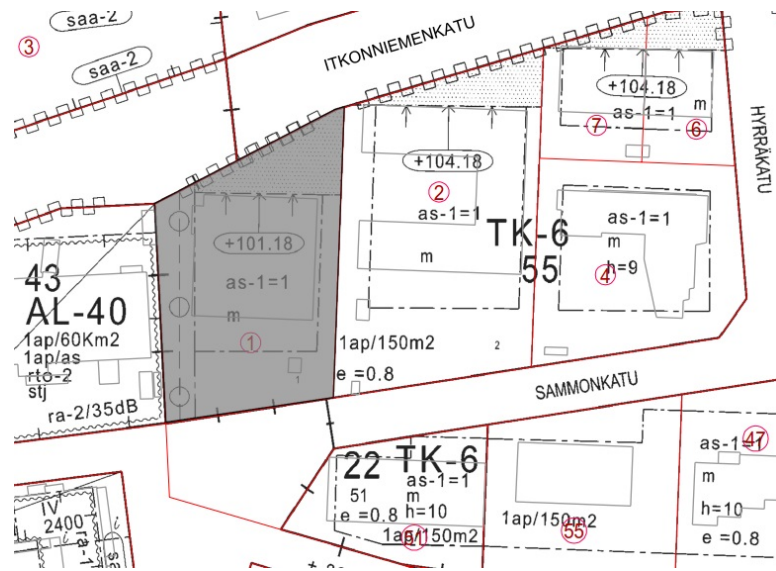 saa-2
3
saa-2
ITKONNIEMENKATU
+104.18
as-1=1
m
7
6
HYRRÄKATU
+104.18
2
as-1=1
m
TK-6
55
as-1=1
m
h=9
4
+101.18
as-1=1
m
1
1
43
AL-40
1ap/60Km2
1ap/as
rto-2
stj
ra-2/35dB
1ap/150m2
2
e =0.8
SAMMONKATU
22 TK-6
as-1=1
m
51
h=10
e =0.8
1ap/150m2
1ap/150m2
55
as-1=1
47
m
h=10
e =0.8
IV
2400